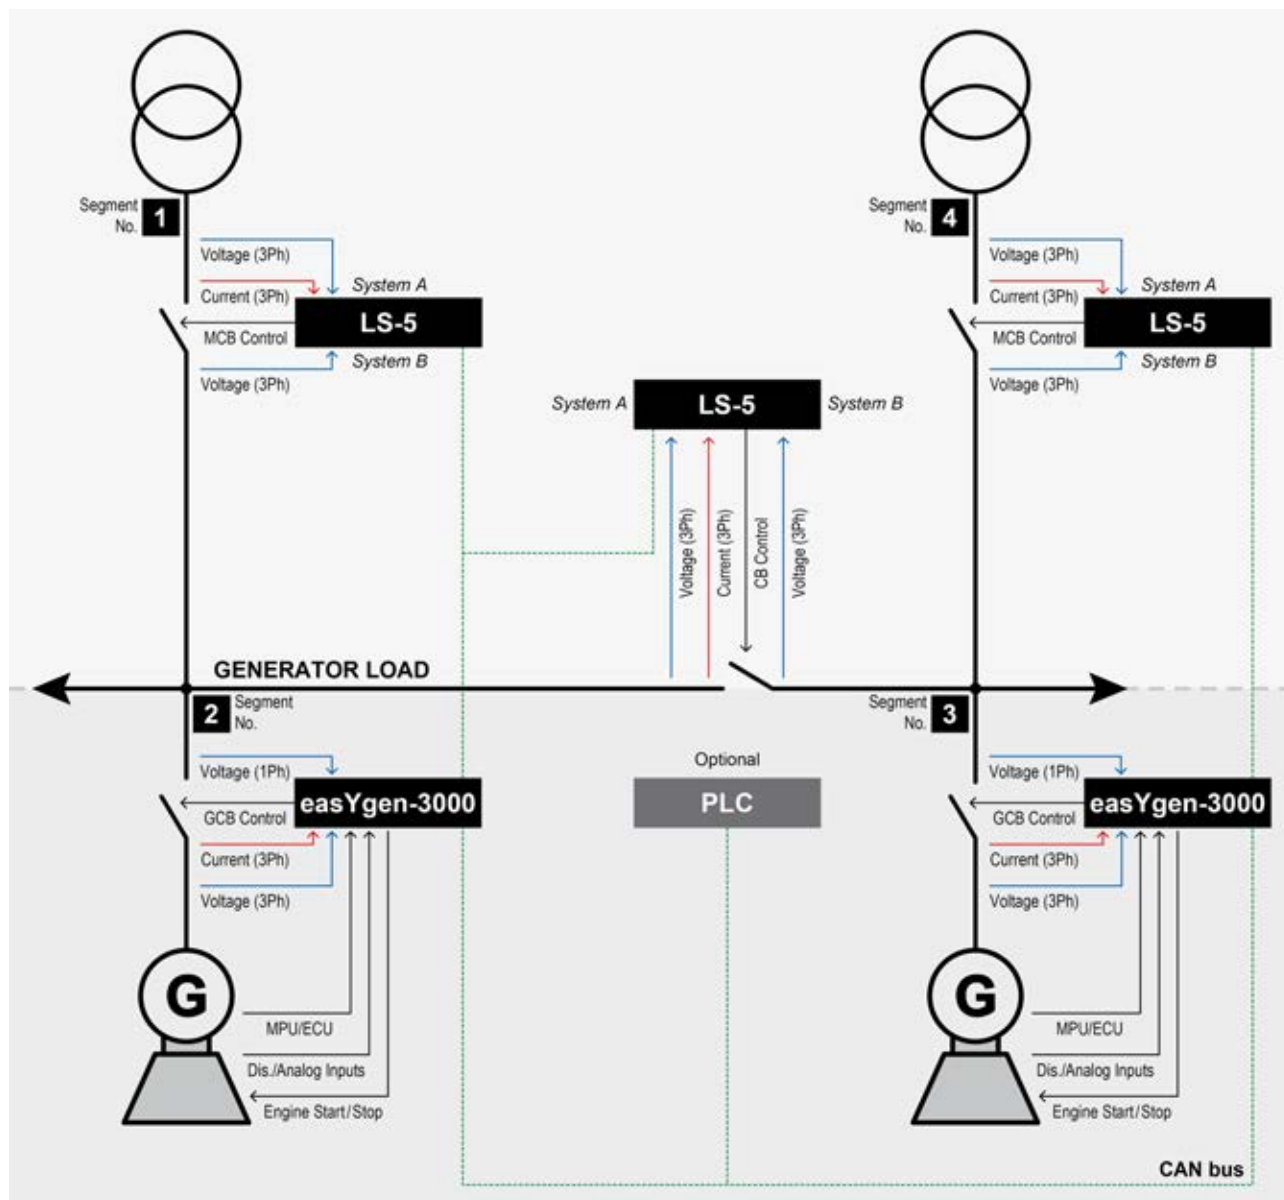 Segment
No.
1
Voltage (3Ph)
Current (3Ph)
System A
LS-5
MCB Control
System B
Voltage (3Ph)
Segment
No.
4
Voltage (3Ph)
Current (3Ph)
System A
LS-5
MCB Control
System B
Voltage (3Ph)
System A
LS-5
System B
Voltage (3Ph)
Current (3Ph)
CB Control
Voltage (3Ph)
GENERATOR LOAD
2
Segment
No.
Segment
No.
3
Voltage (1Ph)
easYgen-3000
GCB Control
Current (3Ph)
Voltage (3Ph)
G
MPU/ECU
Dis./Analog Inputs
Engine Start/Stop
Optional
PLC
Voltage (1Ph)
easYgen-3000
GCB Control
Current (3Ph)
Voltage (3Ph)
G
MPU/ECU
Dis./Analog Inputs
Engine Start/Stop
CAN bus